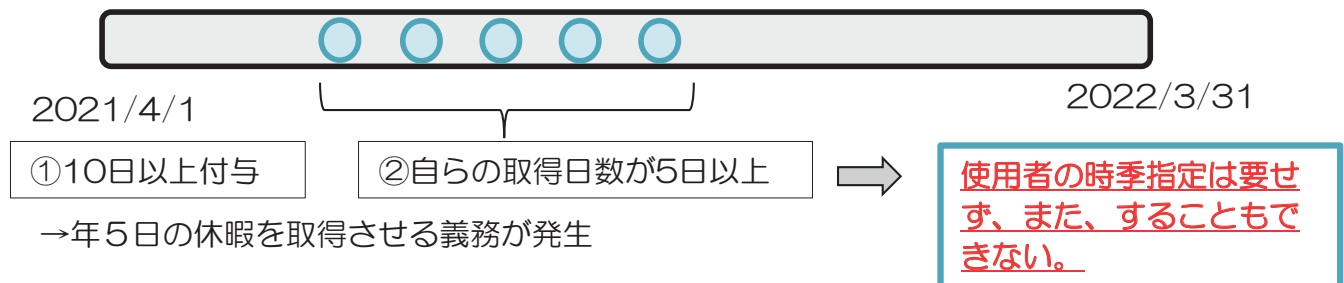 2021/4/1
2022/3/31
①10日以上付与
②自らの取得日数が5日以上
→年５日の休暇を取得させる義務が発生
使用者の時季指定は要せ
ず、また、することもで
きない。